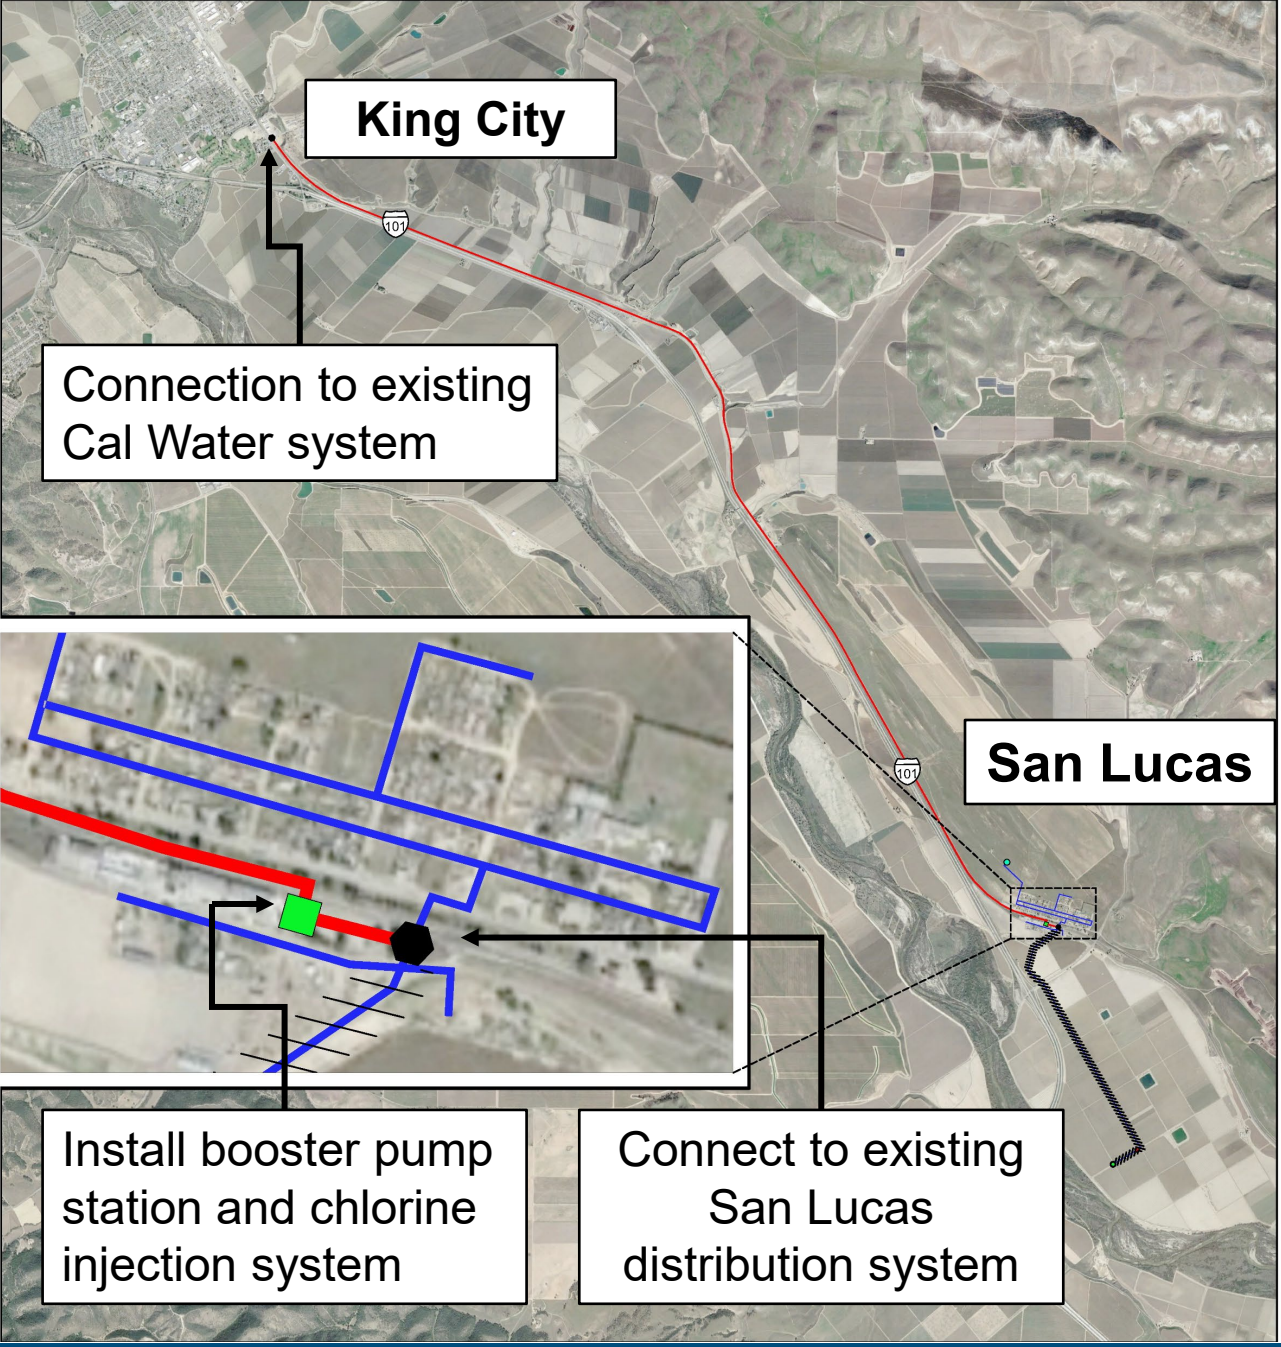 King City
101
Connection to existing
Cal Water system
San Lucas
101
Install booster pump
station and chlorine
injection system
Connect to existing
San Lucas
distribution system